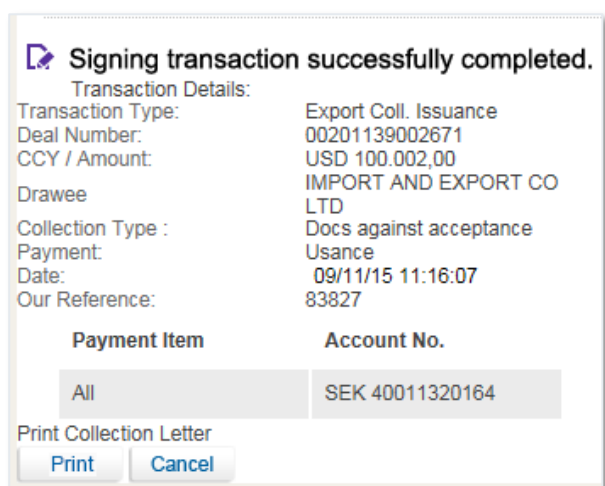 Signing transaction successfully completed.
Transaction Details:
Transaction Type: Export Coll. Issuance
Deal Number: 00201139002671
CCY / Amount: USD 100.002,00
Drawee IMPORT AND EXPORT CO
LTD
Collection Type : Docs against acceptance
Payment: Usance
Date: 09/11/15 11:16:07
Our Reference: 83827
Payment Item Account No.
All SEK 40011320164
Print Collection Letter
Print Cancel